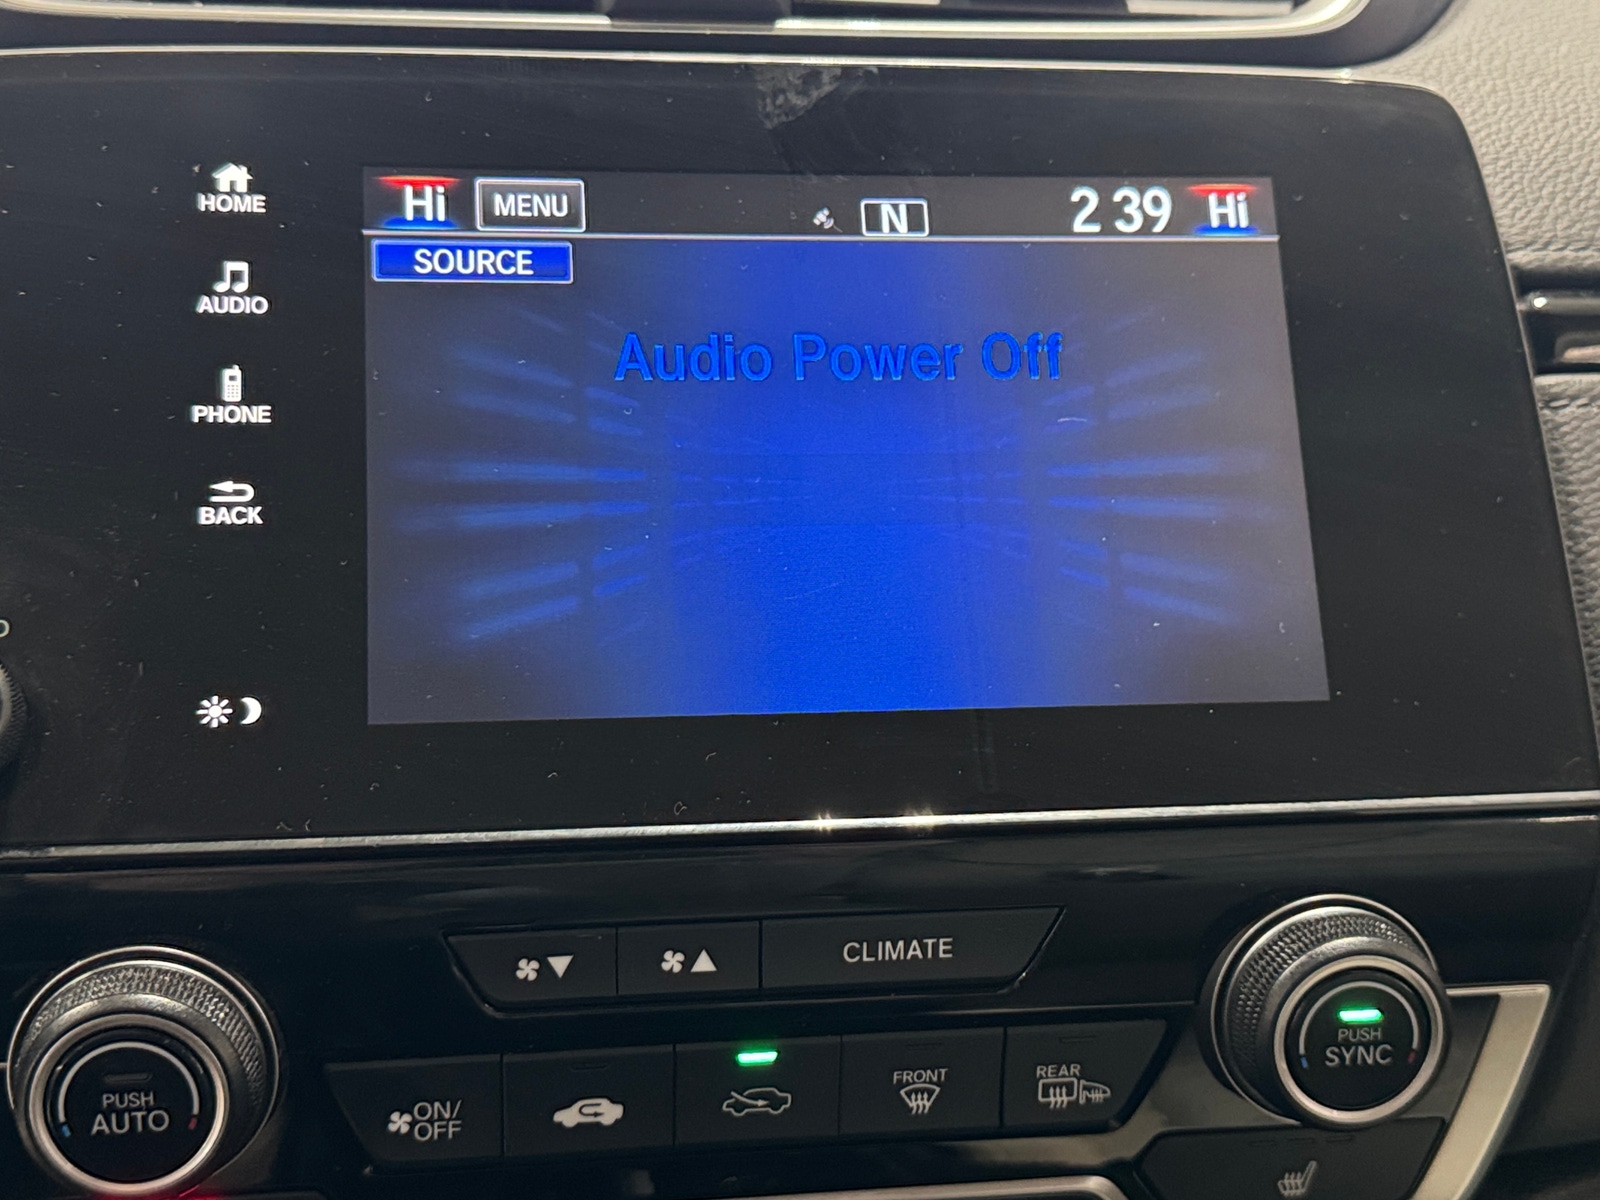 HOME
AUDIO
PHONE
BACK
Hi MENU N 2 39 Hi
SOURCE
Audio Power Off
CLIMATE
PUSH
AUTO
ON/
OFF
FRONT
REAR
PUSH
SYNC